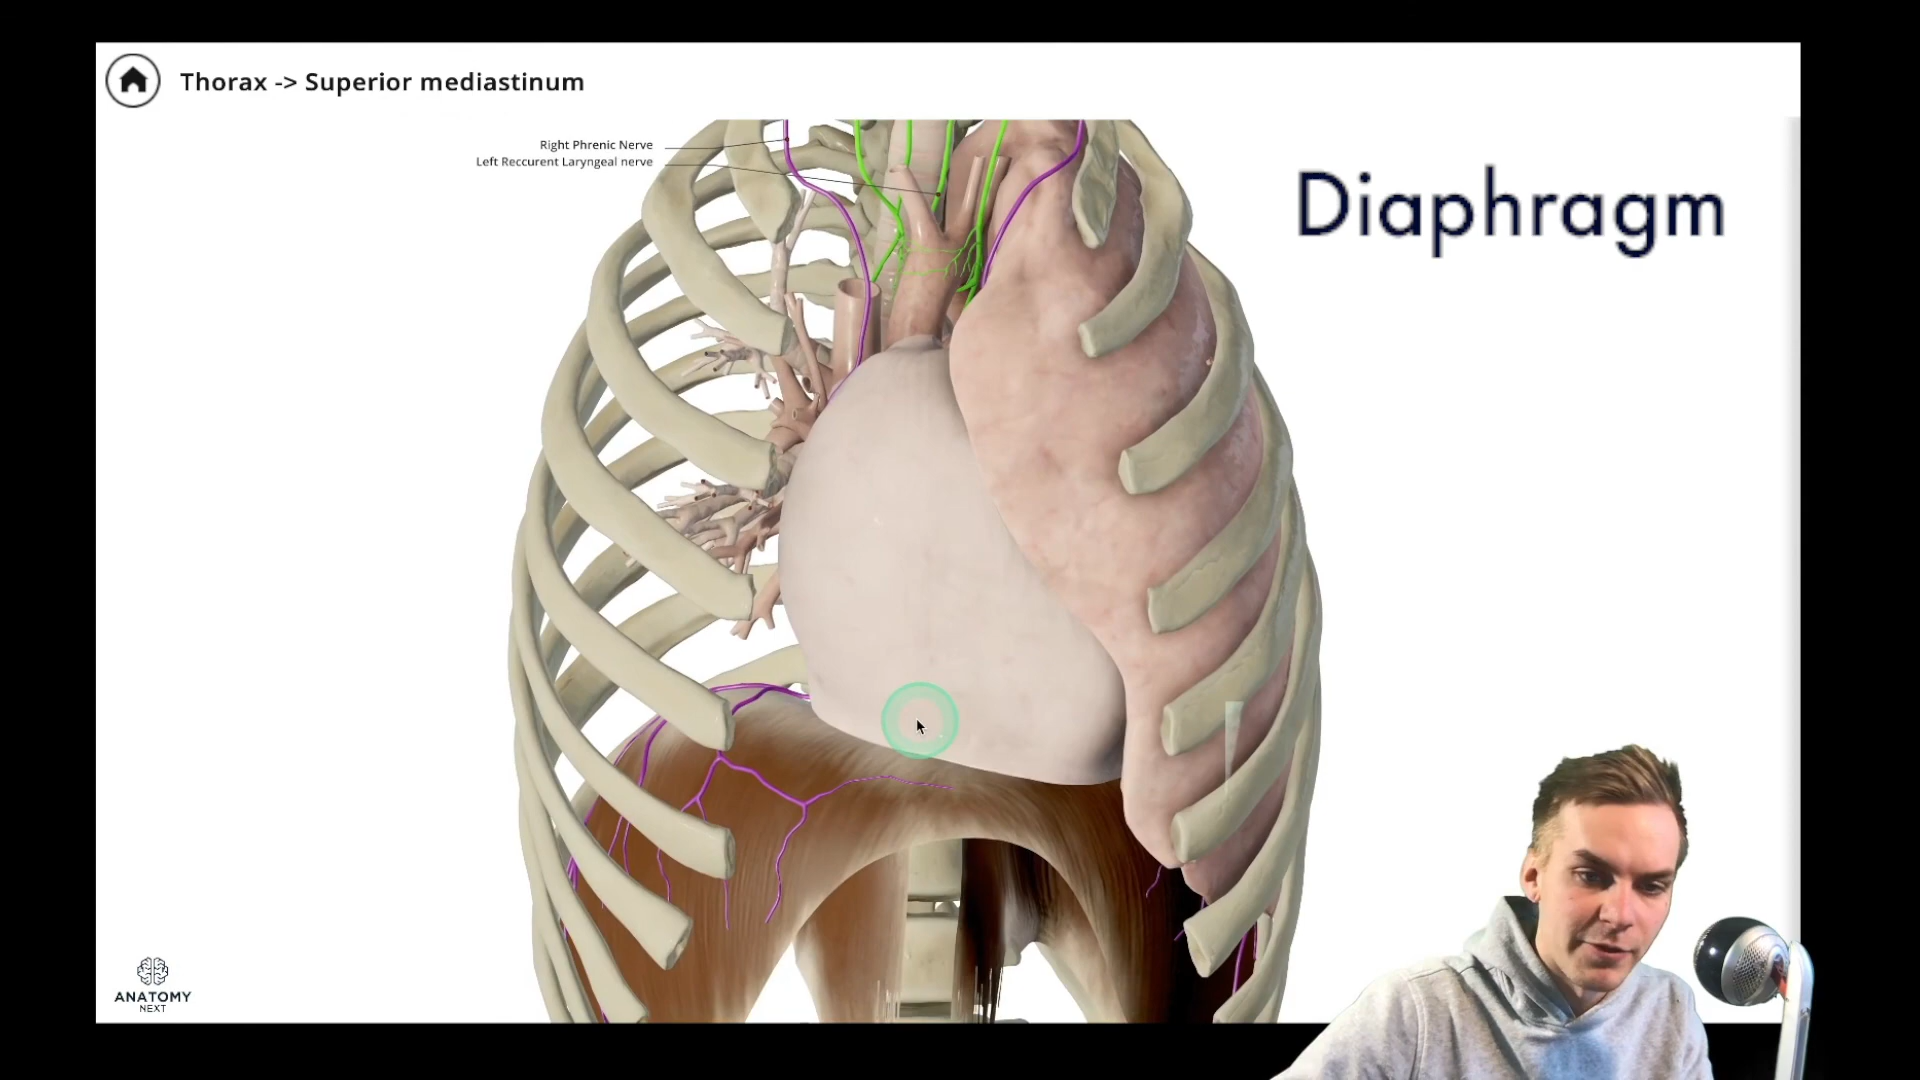 Thorax -> Superior mediastinum
Right Phrenic Nerve
Left Reccurent Laryngeal nerve
Diaphragm
ANATOMY
NEXT